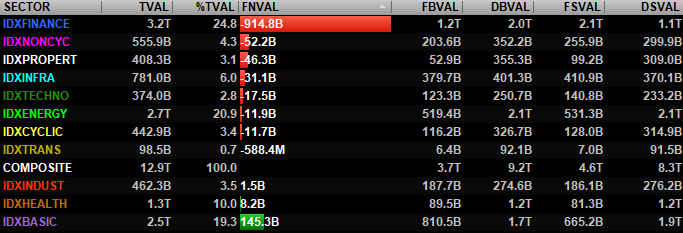 SECTOR TVAL %TVAL FNVAL FBVAL DBVAL FSVAL DSVAL
IDXFINANCE 3.2T 24.8 -914.8B 1.2T 2.0T 2.1T 1.1T
IDXNONCYC 555.9B 4.3 -52.2B 203.6B 352.2B 255.9B 299.9B
IDXPROPERT 408.3B 3.1 -46.3B 52.9B 355.3B 99.2B 309.0B
IDXINFRA 781.0B 6.0 -31.1B 379.7B 401.3B 410.9B 370.1B
IDXTECHNO 374.0B 2.8 -17.5B 123.3B 250.7B 140.8B 233.2B
IDXENERGY 2.7T 20.9 -11.9B 519.4B 2.1T 531.3B 2.1T
IDXCYCLIC 442.9B 3.4 -11.7B 116.2B 326.7B 128.0B 314.9B
IDXTRANS 98.5B 0.7 -588.4M 6.4B 92.1B 7.0B 91.5B
COMPOSITE 12.9T 100.0 3.7T 9.2T 4.6T 8.3T
IDXINDUST 462.3B 3.5 1.5B 187.7B 274.6B 186.1B 276.2B
IDXHEALTH 1.3T 10.0 8.2B 89.5B 1.2T 81.3B 1.2T
IDXBASIC 2.5T 19.3 145.3B 810.5B 1.7T 665.2B 1.9T